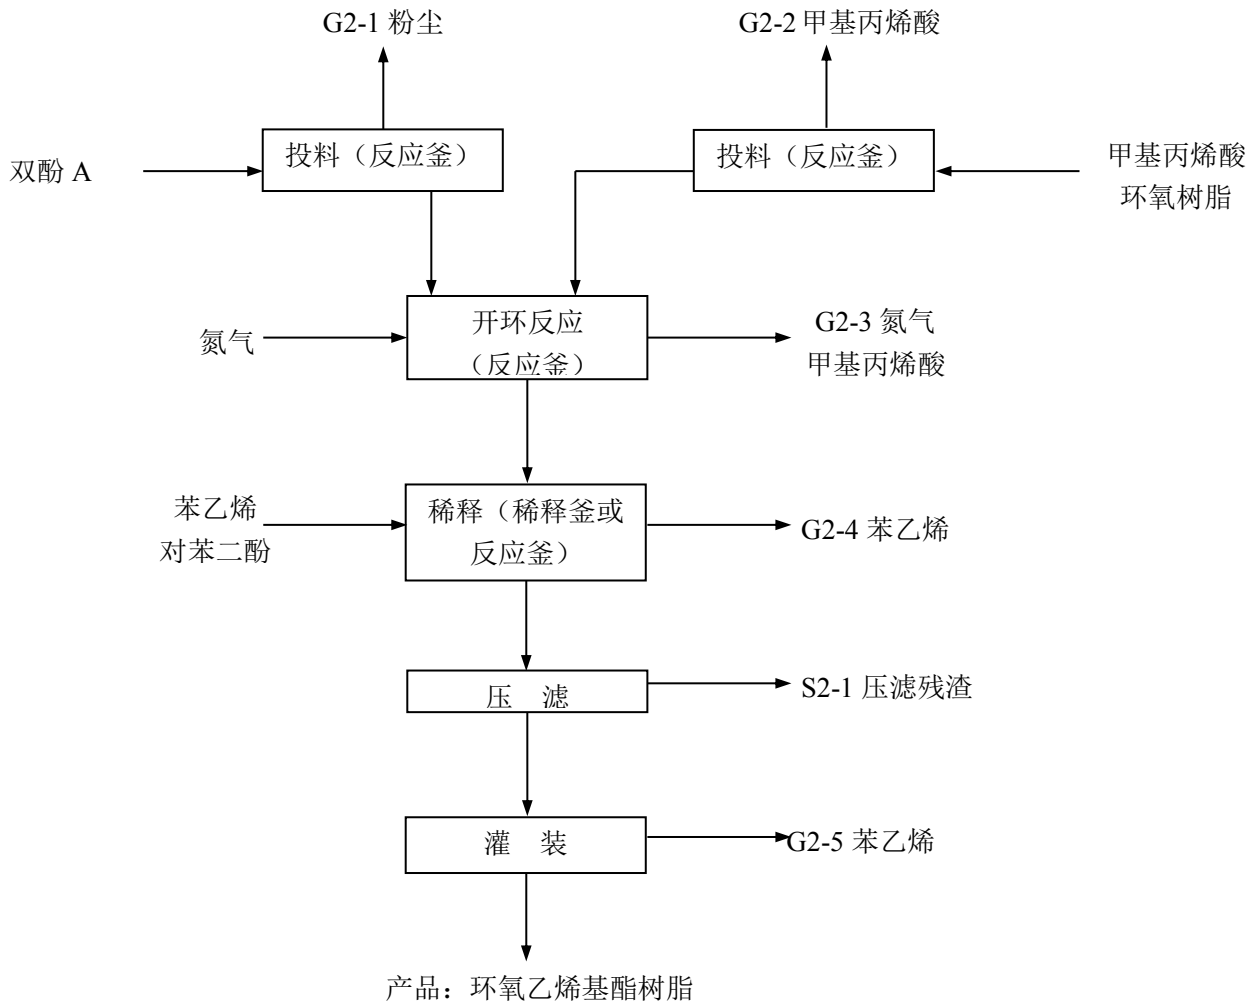 G2-1 粉尘
G2-2 甲基丙烯酸
双酚 A
投料（反应釜）
投料（反应釜）
甲基丙烯酸
环氧树脂
氮气
开环反应
（反应釜）
G2-3 氮气
甲基丙烯酸
苯乙烯
对苯二酚
稀释（稀释釜或
反应釜）
G2-4 苯乙烯
压 滤
S2-1 压滤残渣
灌 装
G2-5 苯乙烯
产品：环氧乙烯基酯树脂